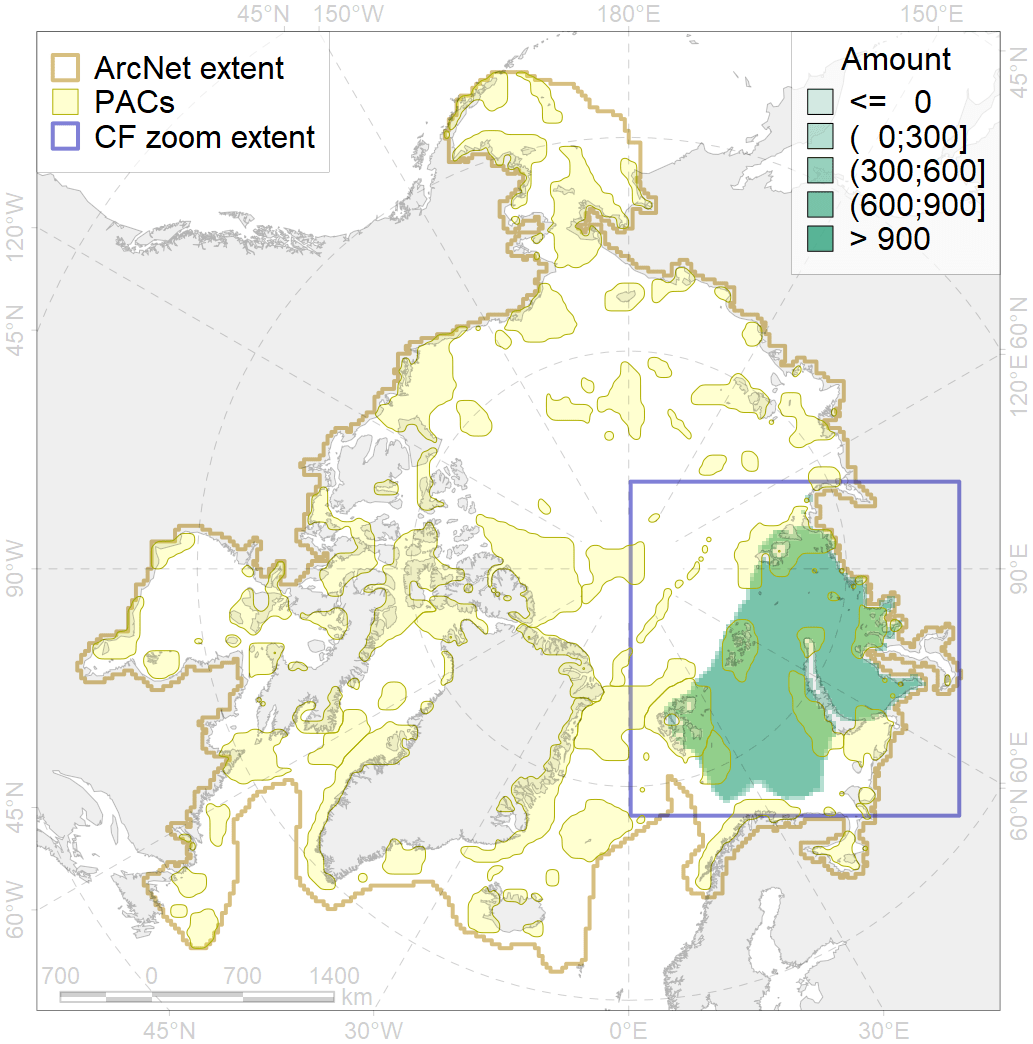 45°N 150°W 180°E 150°E
ArcNet extent
PACs
CF zoom extent
Amount
<= 0
( 0;300]
(300;600]
(600;900]
> 900
45°N
120°W
45°N
60°N
120°E
90°W
90°E
60°E
45°N
60°N
60°W
700 0 700 1400
km
45°N 30°W 0°E 30°E